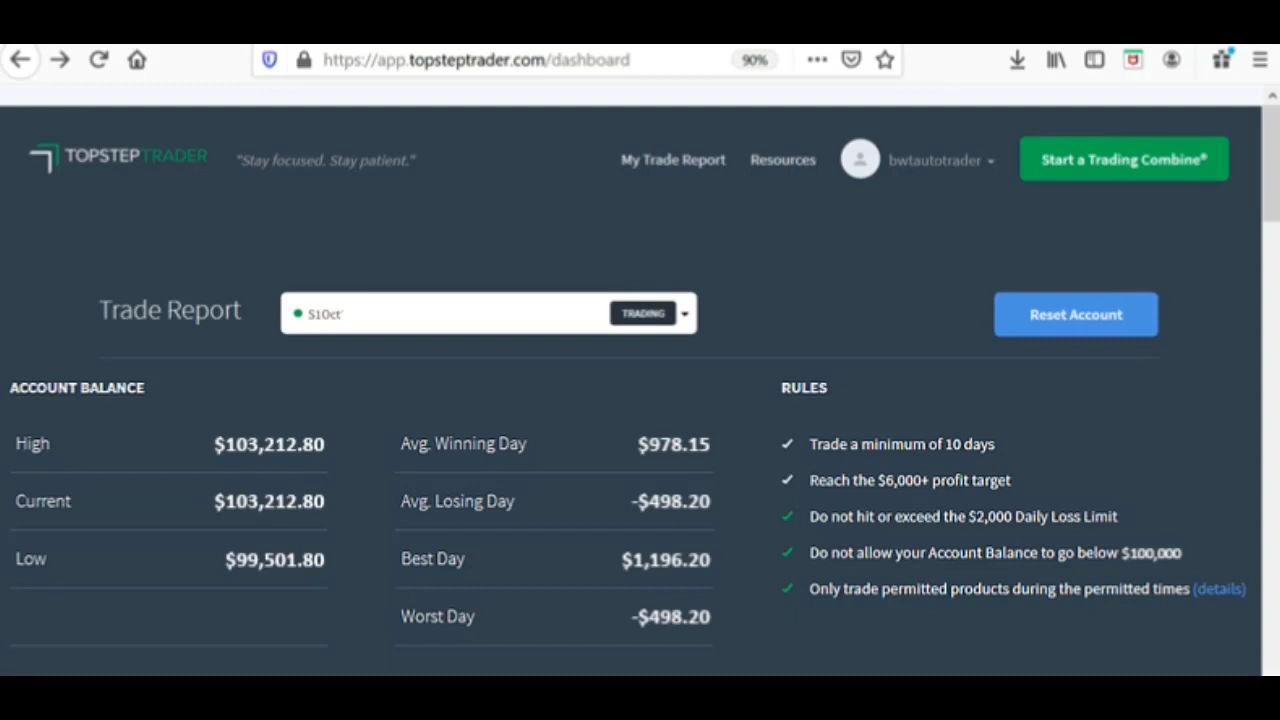 https://app.topsteptrader.com/dashboard
90%
TOPSTEPTRADER
"Stay focused. Stay patient."
My Trade Report
Resources
bwtautotrader
Start a Trading Combine®
Trade Report
S1Oct
TRADING
Reset Account
ACCOUNT BALANCE
High $103,212.80
Current $103,212.80
Low $99,501.80
Avg. Winning Day $978.15
Avg. Losing Day -$498.20
Best Day $1,196.20
Worst Day -$498.20
RULES
Trade a minimum of 10 days
Reach the $6,000+ profit target
Do not hit or exceed the $2,000 Daily Loss Limit
Do not allow your Account Balance to go below $100,000
Only trade permitted products during the permitted times (details)